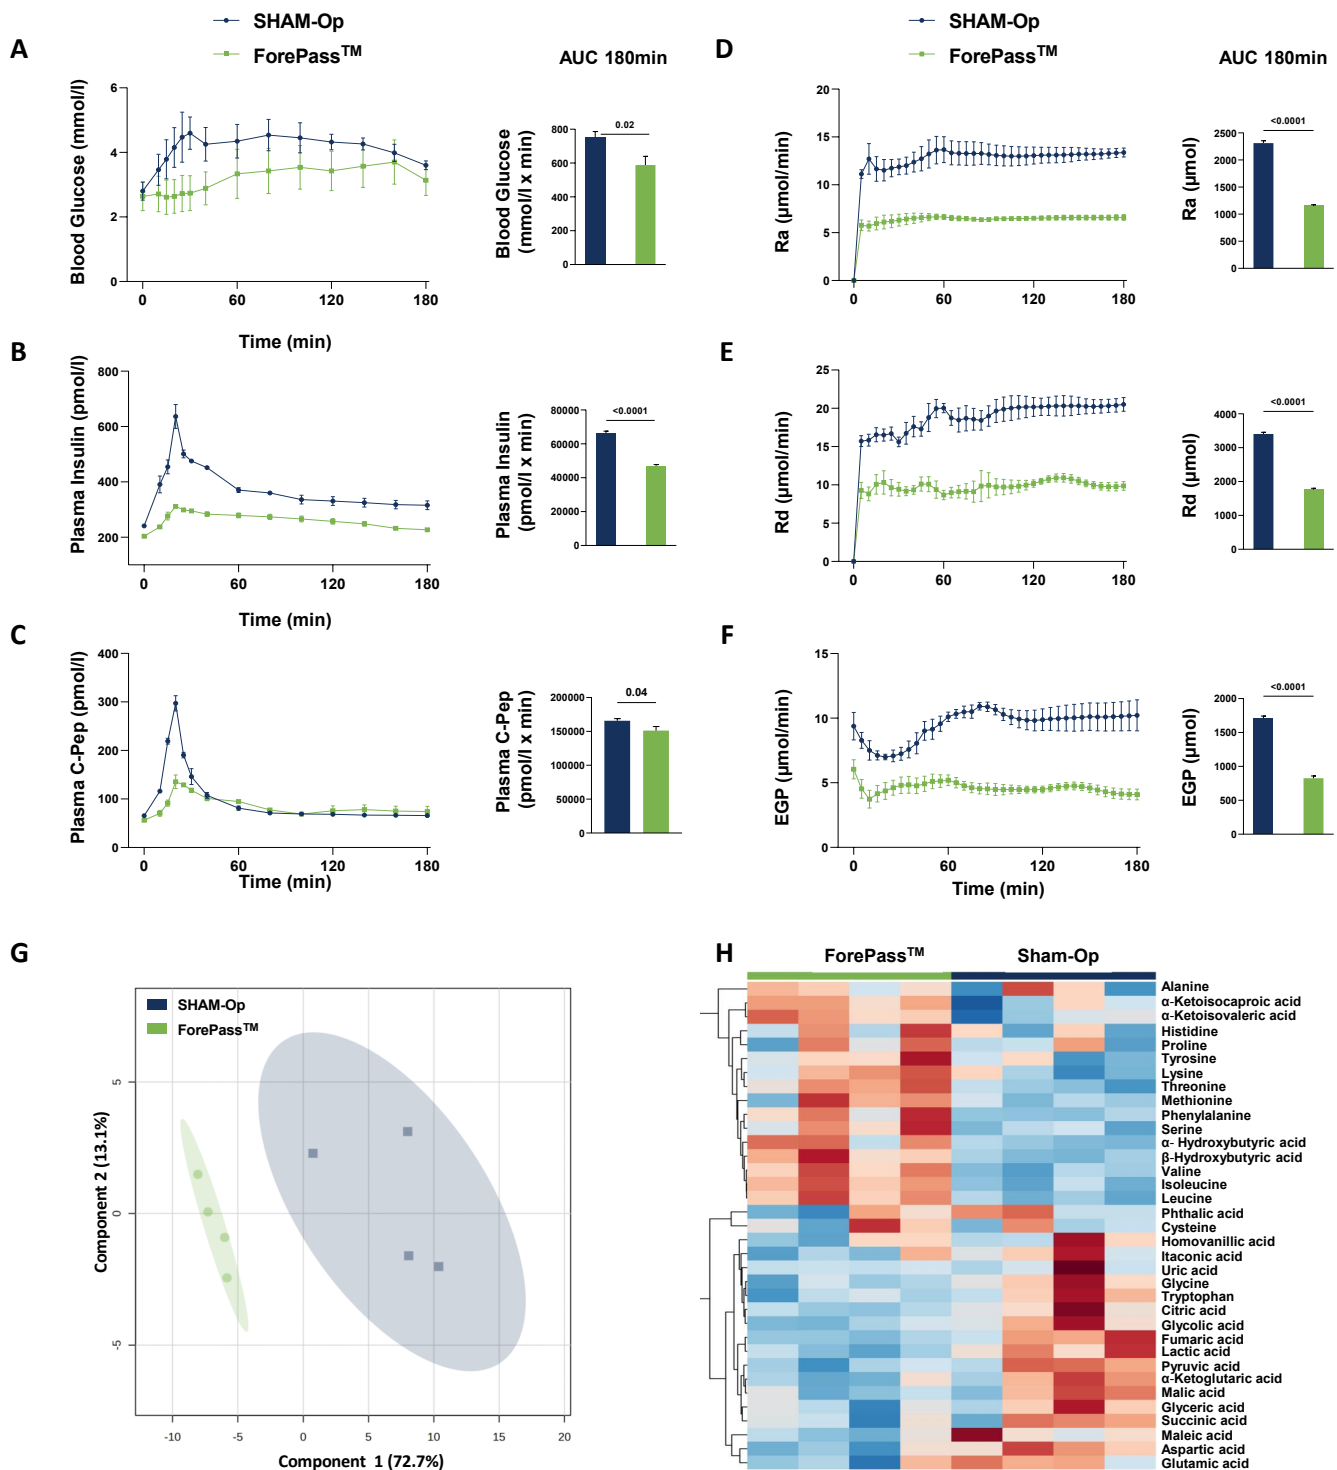 A
SHAM-Op
ForePass™
AUC 180min
Blood Glucose (mmol/l)
6
4
2
0
0
60
120
180
Time (min)
Blood Glucose
(mmol/l x min)
800
600
400
200
0
0.02
B
Plasma Insulin (pmol/l)
800
600
400
200
0
60
120
180
Time (min)
Plasma Insulin
(pmol/l x min)
80000
60000
40000
20000
0
<0.0001
C
Plasma C-Pep (pmol/l)
400
300
200
100
0
0
60
120
180
Time (min)
Plasma C-Pep
(pmol/l x min)
200000
150000
100000
50000
0
0.04
D
SHAM-Op
ForePass™
AUC 180min
Ra (µmol/min)
20
15
10
5
0
0
60
120
180
Ra (µmol)
2500
2000
1500
1000
500
0
<0.0001
E
Rd (µmol/min)
25
20
15
10
5
0
0
60
120
180
Rd (µmol)
4000
3000
2000
1000
0
<0.0001
F
EGP (µmol/min)
15
10
5
0
0
60
120
180
Time (min)
EGP (µmol)
2000
1500
1000
500
0
<0.0001
G
SHAM-Op
ForePass™
Component 2 (13.1%)
5
0
-5
-10
-5
0
5
10
15
20
Component 1 (72.7%)
H
ForePass™
Sham-Op
Alanine
α-Ketoisocaproic acid
α-Ketoisovaleric acid
Histidine
Proline
Tyrosine
Lysine
Threonine
Methionine
Phenylalanine
Serine
α- Hydroxybutyric acid
β-Hydroxybutyric acid
Valine
Isoleucine
Leucine
Phthalic acid
Cysteine
Homovanillic acid
Itaconic acid
Uric acid
Glycine
Tryptophan
Citric acid
Glycolic acid
Fumaric acid
Lactic acid
Pyruvic acid
α-Ketoglutaric acid
Malic acid
Glyceric acid
Succinic acid
Maleic acid
Aspartic acid
Glutamic acid